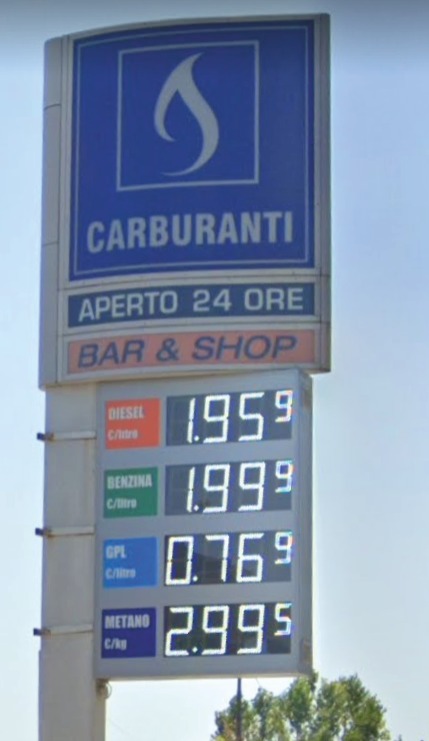 CARBURANTI
APERTO 24 ORE
BAR & SHOP
DIESEL 1.959
€/litro
BENZINA 1.999
€/litro
GPL 0.769
€/litro
METANO 2.995
€/kg